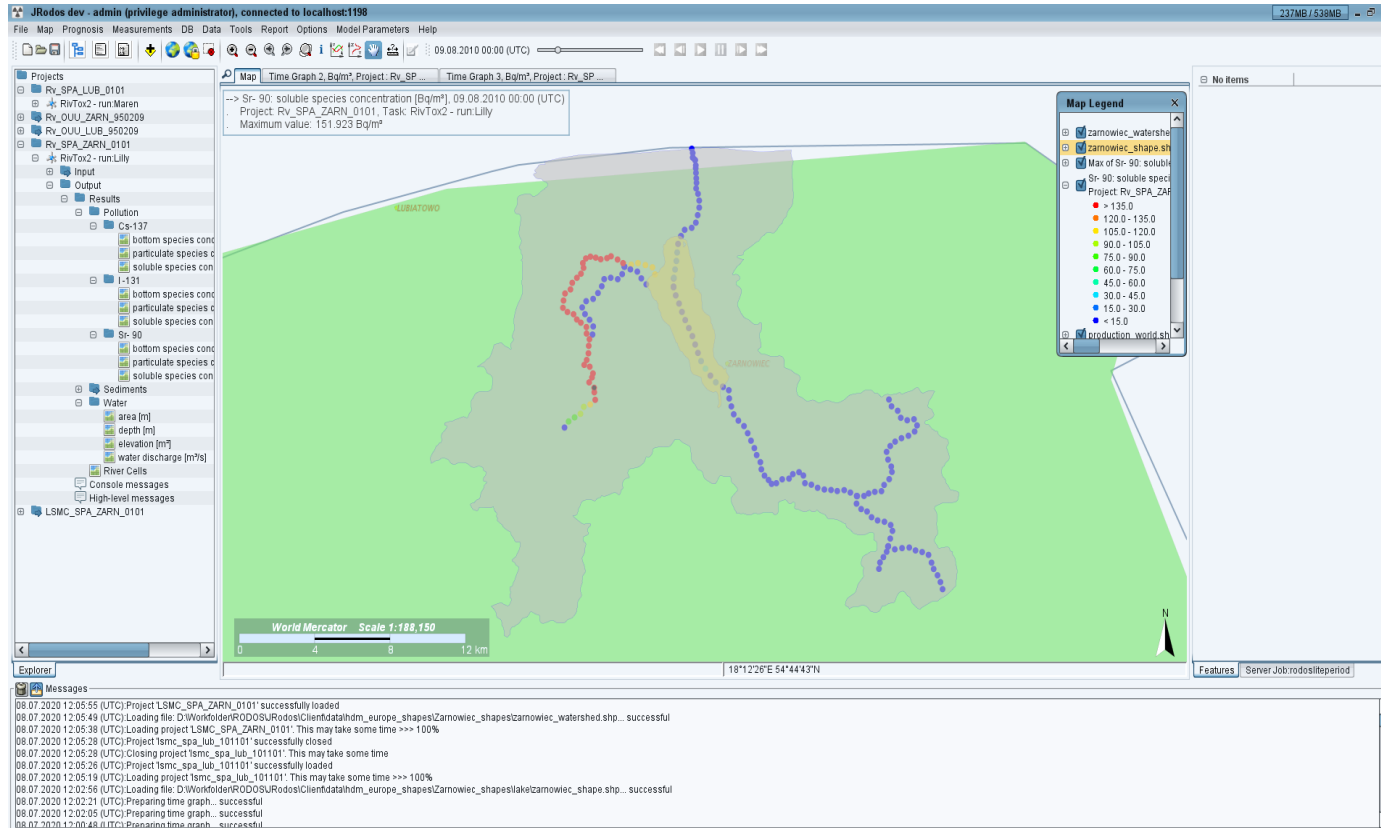 JRodos dev - admin (privilege administrator), connected to localhost:1198
237MB / 538MB
File Map Prognosis Measurements DB Data Tools Report Options Model Parameters Help
09.08.2010 00:00 (UTC)
Projects
Rv_SPA_LUB_0101
RivTox2 - run:Maren
Rv_OUU_ZARN_950209
Rv_OUU_LUB_950209
Rv_SPA_ZARN_0101
RivTox2 - run:Lilly
Input
Output
Results
Pollution
Cs-137
bottom species conc
particulate species c
soluble species con
I-131
bottom species conc
particulate species c
soluble species con
Sr- 90
bottom species conc
particulate species c
soluble species con
Sediments
Water
area [m]
depth [m]
elevation [m³]
water discharge [m³/s]
River Cells
Console messages
High-level messages
LSMC_SPA_ZARN_0101
Explorer
Map
Time Graph 2, Bq/m³, Project : Rv_SP ...
Time Graph 3, Bq/m³, Project : Rv_SP ...
--> Sr- 90: soluble species concentration [Bq/m³], 09.08.2010 00:00 (UTC)
. Project: Rv_SPA_ZARN_0101, Task: RivTox2 - run:Lilly
. Maximum value: 151.923 Bq/m³
LUBIATOWO
ZARNOWIEC
Map Legend
zarnowiec_watershe
zarnowiec_shape.sh
Max of Sr- 90: soluble
Sr- 90: soluble speci
Project: Rv_SPA_ZAF
> 135.0
120.0 - 135.0
105.0 - 120.0
90.0 - 105.0
75.0 - 90.0
60.0 - 75.0
45.0 - 60.0
30.0 - 45.0
15.0 - 30.0
< 15.0
production_world.sh
World Mercator Scale 1:188,150
0 4 8 12 km
N
18°12'26"E 54°44'43"N
No items
Features
Server Job:rodosliteperiod
Messages
08.07.2020 12:05:55 (UTC):Project 'LSMC_SPA_ZARN_0101' successfully loaded
08.07.2020 12:05:49 (UTC):Loading file: D:\Workfolder\RODOS\JRodos\Client\data\hdm_europe_shapes\Zarnowiec_shapes\zarnowiec_watershed.shp... successful
08.07.2020 12:05:38 (UTC):Loading project 'LSMC_SPA_ZARN_0101'. This may take some time >>> 100%
08.07.2020 12:05:28 (UTC):Project 'lsmc_spa_lub_101101' successfully closed
08.07.2020 12:05:28 (UTC):Closing project 'lsmc_spa_lub_101101'. This may take some time
08.07.2020 12:05:26 (UTC):Project 'lsmc_spa_lub_101101' successfully loaded
08.07.2020 12:05:19 (UTC):Loading project 'lsmc_spa_lub_101101'. This may take some time >>> 100%
08.07.2020 12:02:56 (UTC):Loading file: D:\Workfolder\RODOS\JRodos\Client\data\hdm_europe_shapes\Zarnowiec_shapes\lake\zarnowiec_shape.shp... successful
08.07.2020 12:02:21 (UTC):Preparing time graph... successful
08.07.2020 12:02:05 (UTC):Preparing time graph... successful
08.07.2020 12:00:48 (UTC):Preparing time graph... successful